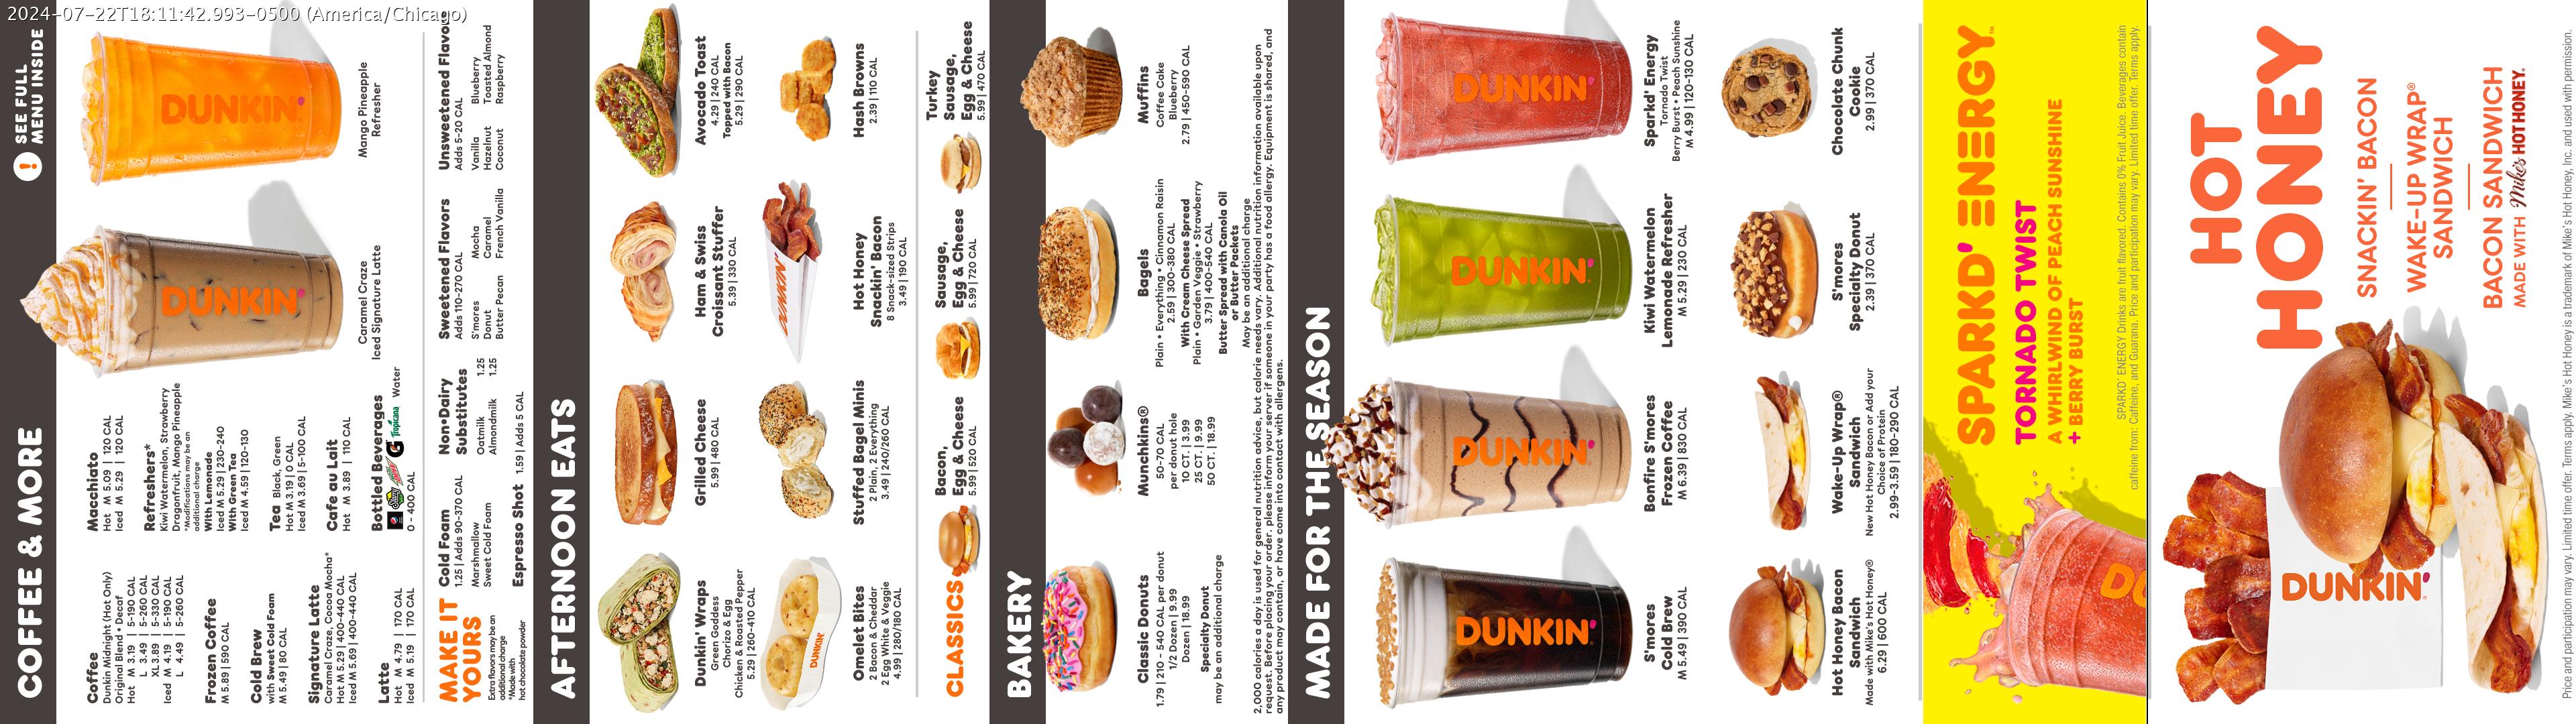 2024-07-22T18:11:42.993-0500 (America/Chicago)
COFFEE & MORE
! SEE FULL
MENU INSIDE
Coffee
Dunkin Midnight (Hot Only)
Original Blend • Decaf
Hot M 3.19 | 5-190 CAL
L 3.49 | 5-260 CAL
XL 3.89 | 5-330 CAL
Iced M 4.19 | 5-190 CAL
L 4.49 | 5-260 CAL
Frozen Coffee
M 5.89 | 590 CAL
Cold Brew
with Sweet Cold Foam
M 5.49 | 80 CAL
Signature Latte
Caramel Craze, Cocoa Mocha*
Hot M 5.29 | 400-440 CAL
Iced M 5.69 | 400-440 CAL
Latte
Hot M 4.79 | 170 CAL
Iced M 5.19 | 170 CAL
Macchiato
Hot M 5.09 | 120 CAL
Iced M 5.29 | 120 CAL
Refreshers*
Kiwi Watermelon, Strawberry
Dragonfruit, Mango Pineapple
*Modifications may be an
additional charge
With Lemonade
Iced M 5.29 | 230-240
With Green Tea
Iced M 4.59 | 120-130
Tea Black, Green
Hot M 3.19 | 0 CAL
Iced M 3.69 | 5-100 CAL
Cafe au Lait
Hot M 3.89 | 110 CAL
Bottled Beverages
Tropicana Water
0 - 400 CAL
DUNKIN'
Caramel Craze
Iced Signature Latte
DUNKIN'
Mango Pineapple
Refresher
MAKE IT
YOURS
Extra flavors may be an
additional charge
*Made with
hot chocolate powder
Cold Foam
1.25 | Adds 90-370 CAL
Marshmallow
Sweet Cold Foam
Espresso Shot 1.59 | Adds 5 CAL
Non•Dairy
Substitutes
Oatmilk 1.25
Almondmilk 1.25
Sweetened Flavors
Adds 110-270 CAL
S'mores Mocha
Donut Caramel
Butter Pecan French Vanilla
Unsweetened Flavors
Adds 5-20 CAL
Vanilla Blueberry
Hazelnut Toasted Almond
Coconut Raspberry
AFTERNOON EATS
Dunkin' Wraps
Green Goddess
Chorizo & Egg
Chicken & Roasted Pepper
5.29 | 260-410 CAL
Grilled Cheese
5.99 | 480 CAL
Ham & Swiss
Croissant Stuffer
5.39 | 330 CAL
Avocado Toast
4.29 | 240 CAL
Topped with Bacon
5.29 | 290 CAL
DUNKIN'
Omelet Bites
2 Bacon & Cheddar
2 Egg White & Veggie
4.99 | 280/180 CAL
Stuffed Bagel Minis
2 Plain, 2 Everything
3.49 | 240/260 CAL
DUNKIN'
Hot Honey
Snackin' Bacon
8 Snack-sized Strips
3.49 | 190 CAL
Hash Browns
2.39 | 110 CAL
CLASSICS
Bacon,
Egg & Cheese
5.99 | 520 CAL
Sausage,
Egg & Cheese
5.99 | 720 CAL
Turkey
Sausage,
Egg & Cheese
5.99 | 470 CAL
BAKERY
Classic Donuts
1.79 | 210 - 540 CAL per donut
1/2 Dozen | 9.99
Dozen | 18.99
Specialty Donut
may be an additional charge
Munchkins®
50-70 CAL
per donut hole
10 CT. | 3.99
25 CT. | 9.99
50 CT. | 18.99
Bagels
Plain • Everything • Cinnamon Raisin
2.59 | 300-380 CAL
With Cream Cheese Spread
Plain • Garden Veggie • Strawberry
3.79 | 400-540 CAL
Butter Spread with Canola Oil
or Butter Packets
May be an additional charge
Muffins
Coffee Cake
Blueberry
2.79 | 450-590 CAL
2,000 calories a day is used for general nutrition advice, but calorie needs vary. Additional nutrition information available upon
request. Before placing your order, please inform your server if someone in your party has a food allergy. Equipment is shared, and
any product may contain, or have come into contact with allergens.
MADE FOR THE SEASON
DUNKIN'
S'mores
Cold Brew
M 5.49 | 390 CAL
DUNKIN'
Bonfire S'mores
Frozen Coffee
M 6.39 | 830 CAL
DUNKIN'
Kiwi Watermelon
Lemonade Refresher
M 5.29 | 230 CAL
DUNKIN'
Sparkd' Energy
Tornado Twist
Berry Burst • Peach Sunshine
M 4.99 | 120-130 CAL
Hot Honey Bacon
Sandwich
Made with Mike's Hot Honey®
6.29 | 600 CAL
Wake-Up Wrap®
Sandwich
New Hot Honey Bacon or Add your
Choice of Protein
2.99-3.59 | 180-290 CAL
S'mores
Specialty Donut
2.39 | 370 CAL
Chocolate Chunk
Cookie
2.99 | 370 CAL
SPARKD' ENERGY™
TORNADO TWIST
A WHIRLWIND OF PEACH SUNSHINE
+ BERRY BURST
SPARKD' ENERGY Drinks are fruit flavored. Contains 0% Fruit Juice. Beverages contain
caffeine from: Caffeine, and Guarana. Price and participation may vary. Limited time offer. Terms apply.
HOT
HONEY
SNACKIN' BACON
WAKE-UP WRAP®
SANDWICH
BACON SANDWICH
MADE WITH Mike's HOT HONEY.
DUNKIN'
Price and participation may vary. Limited time offer. Terms apply. Mike's Hot Honey is a trademark of Mike's Hot Honey, Inc. and used with permission.